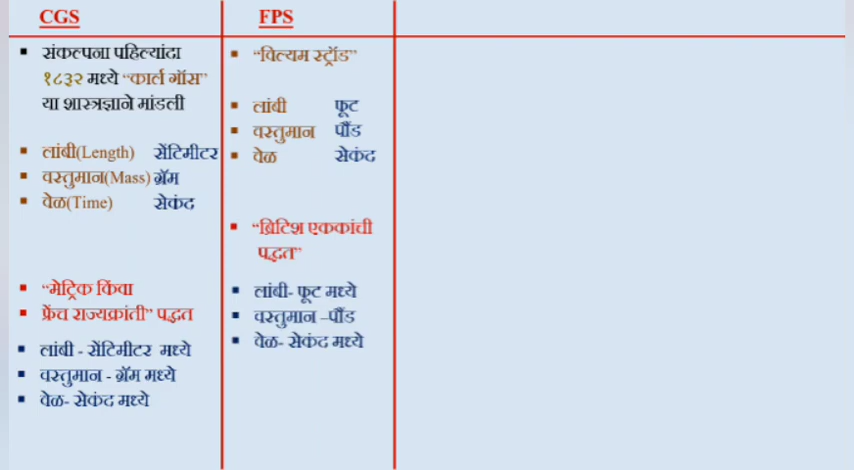 CGS
संकल्पना पहिल्यांदा
१८३२ मध्ये “कार्ल गॉस”
या शास्त्रज्ञाने मांडली
लांबी(Length) सेंटिमीटर
वस्तुमान(Mass) ग्रॅम
वेळ(Time) सेकंद
“मेट्रिक किंवा
फ्रेंच राज्यक्रांती” पद्धत
लांबी - सेंटिमीटर मध्ये
वस्तुमान - ग्रॅम मध्ये
वेळ- सेकंद मध्ये
FPS
“विल्यम स्ट्रॉड”
लांबी फूट
वस्तुमान पौंड
वेळ सेकंद
“ब्रिटिश एककांची
पद्धत”
लांबी- फूट मध्ये
वस्तुमान –पौंड
वेळ- सेकंद मध्ये